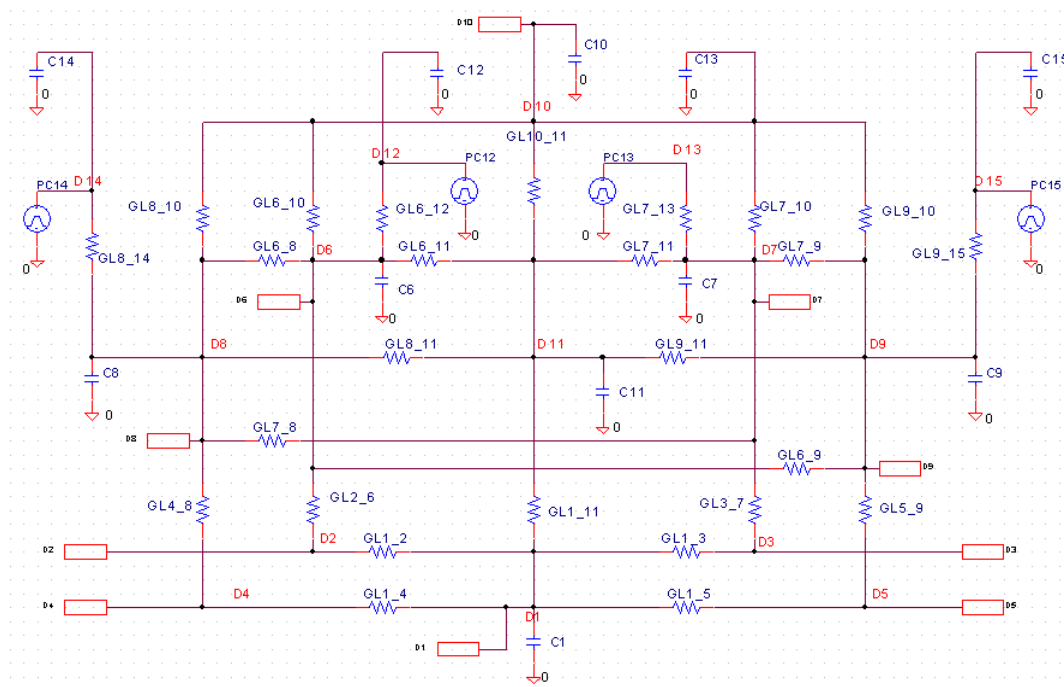 D10
C10
0
C14
0
C12
0
C13
0
C15
0
D10
GL10_11
D12
PC12
0
PC13
0
D13
D14
PC14
0
D15
PC15
0
GL8_10
GL6_10
GL6_12
GL7_13
GL7_10
GL9_10
GL8_14
GL6_8
D6
GL6_11
GL7_11
D7
GL7_9
GL9_15
C6
0
C7
0
D6
D7
D8
GL8_11
D11
GL9_11
D9
C8
0
C11
0
C9
0
D8
GL7_8
GL6_9
D9
GL4_8
GL2_6
GL1_11
GL3_7
GL5_9
D2
D2
GL1_2
GL1_3
D3
D3
D4
D4
GL1_4
GL1_5
D5
D5
D1
D1
C1
0